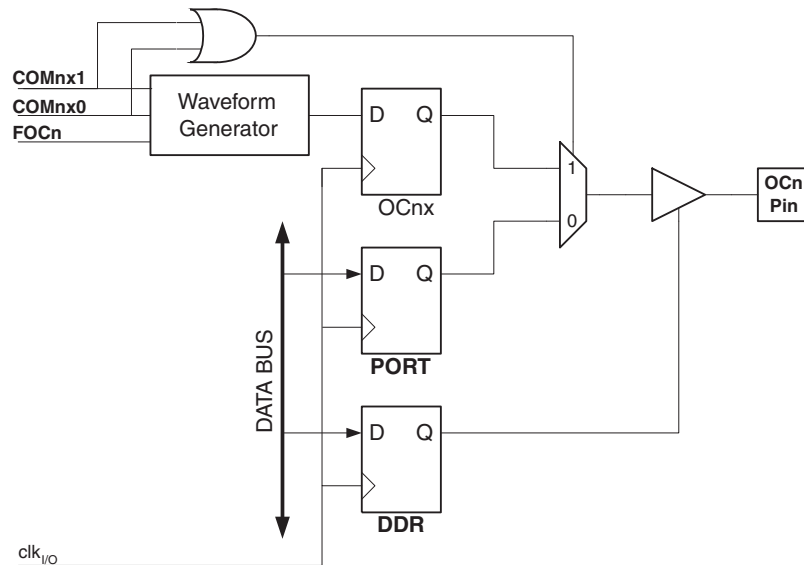 COMnx1
COMnx0
FOCn
Waveform
Generator
D Q
OCnx
1
0
OCn
Pin
DATA BUS
D Q
PORT
D Q
DDR
clkI/O